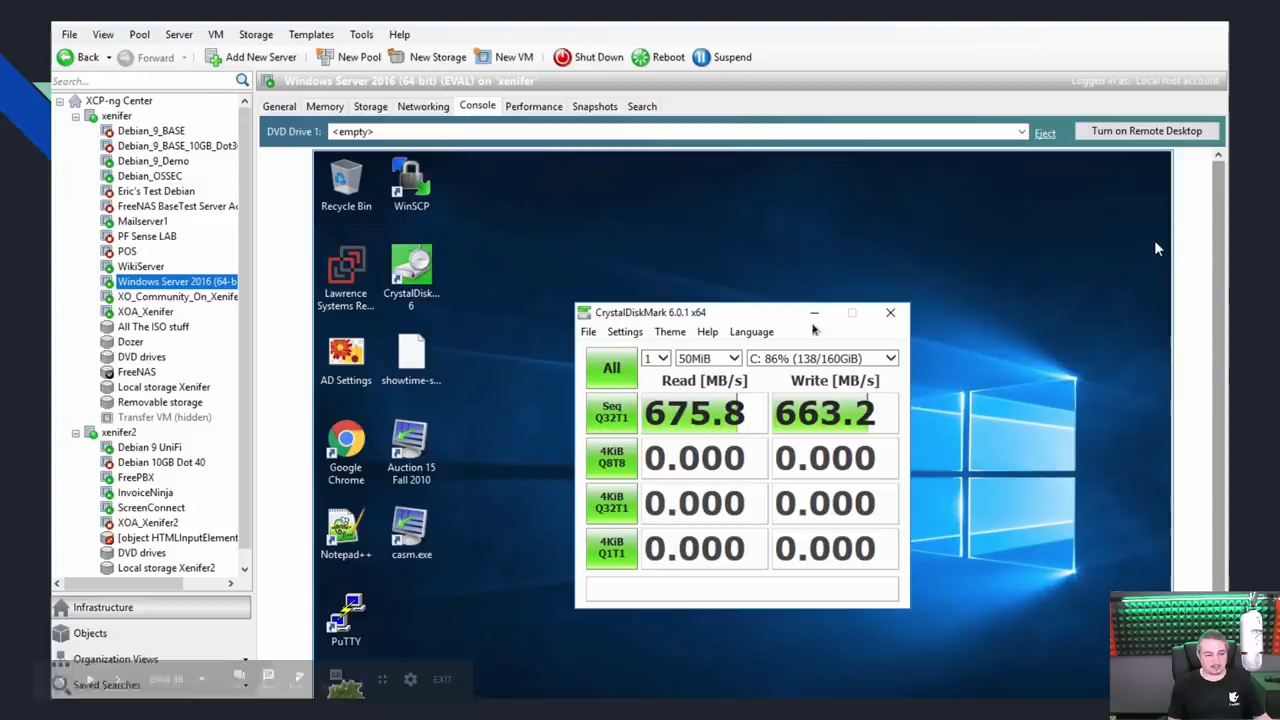 File View Pool Server VM Storage Templates Tools Help
Back Forward Add New Server New Pool New Storage New VM Shut Down Reboot Suspend
Search...
Windows Server 2016 (64 bit) (EVAL) on 'xenifer'
Logged in as: Local root account
General Memory Storage Networking Console Performance Snapshots Search
DVD Drive 1: <empty> Eject Turn on Remote Desktop
XCP-ng Center
xenifer
Debian_9_BASE
Debian_9_BASE_10GB_Dot3
Debian_9_Demo
Debian_OSSEC
Eric's Test Debian
FreeNAS BaseTest Server Ac
Mailserver1
PF Sense LAB
POS
WikiServer
Windows Server 2016 (64-b
XO_Community_On_Xenife
XOA_Xenifer
All The ISO stuff
Dozer
DVD drives
FreeNAS
Local storage Xenifer
Removable storage
Transfer VM (hidden)
xenifer2
Debian 9 UniFi
Debian 10GB Dot 40
FreePBX
InvoiceNinja
ScreenConnect
XOA_Xenifer2
[object HTMLInputElement
DVD drives
Local storage Xenifer2
Infrastructure
Objects
Organization Views
Saved Searches
EXIT
Recycle Bin
WinSCP
Lawrence
Systems Re...
CrystalDisk...
6
AD Settings
showtime-s...
Google
Chrome
Auction 15
Fall 2010
Notepad++
casm.exe
PuTTY
CrystalDiskMark 6.0.1 x64
File Settings Theme Help Language
All 1 50MiB C: 86% (138/160GiB)
Read [MB/s] Write [MB/s]
Seq
Q32T1
675.8 663.2
4KiB
Q8T8
0.000 0.000
4KiB
Q32T1
0.000 0.000
4KiB
Q1T1
0.000 0.000